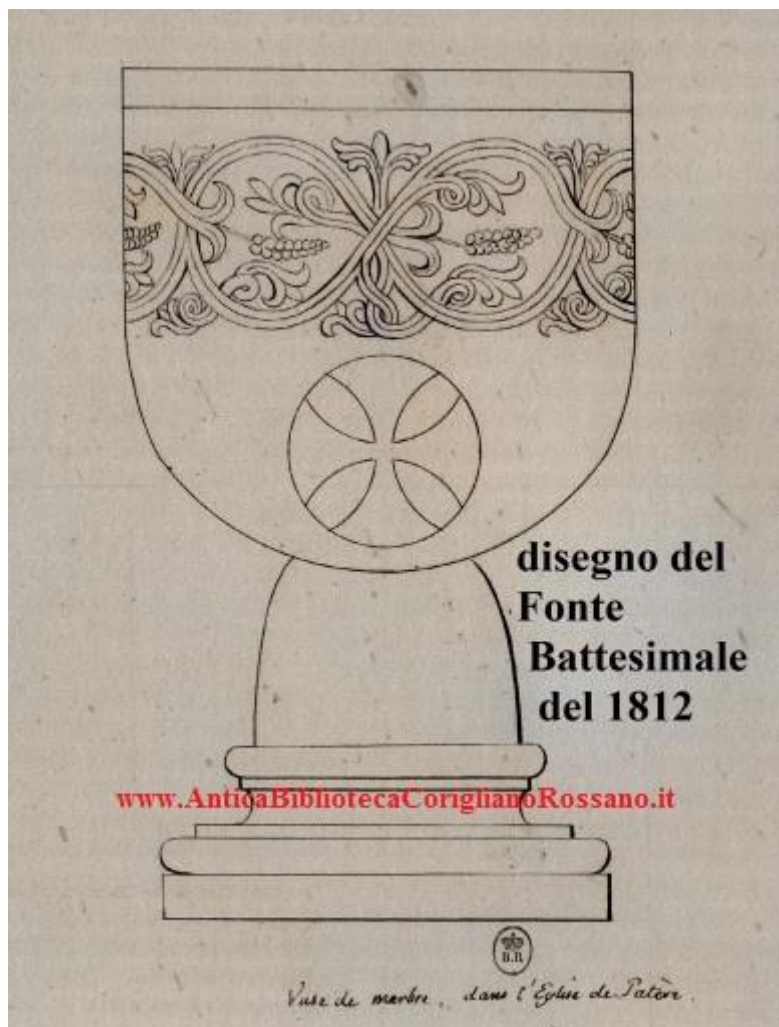 disegno del
Fonte
Battesimale
del 1812
www.AnticaBibliotecaCoriglianoRossano.it
B.R.
Vase de marbre, dans l'Eglise de Patère.